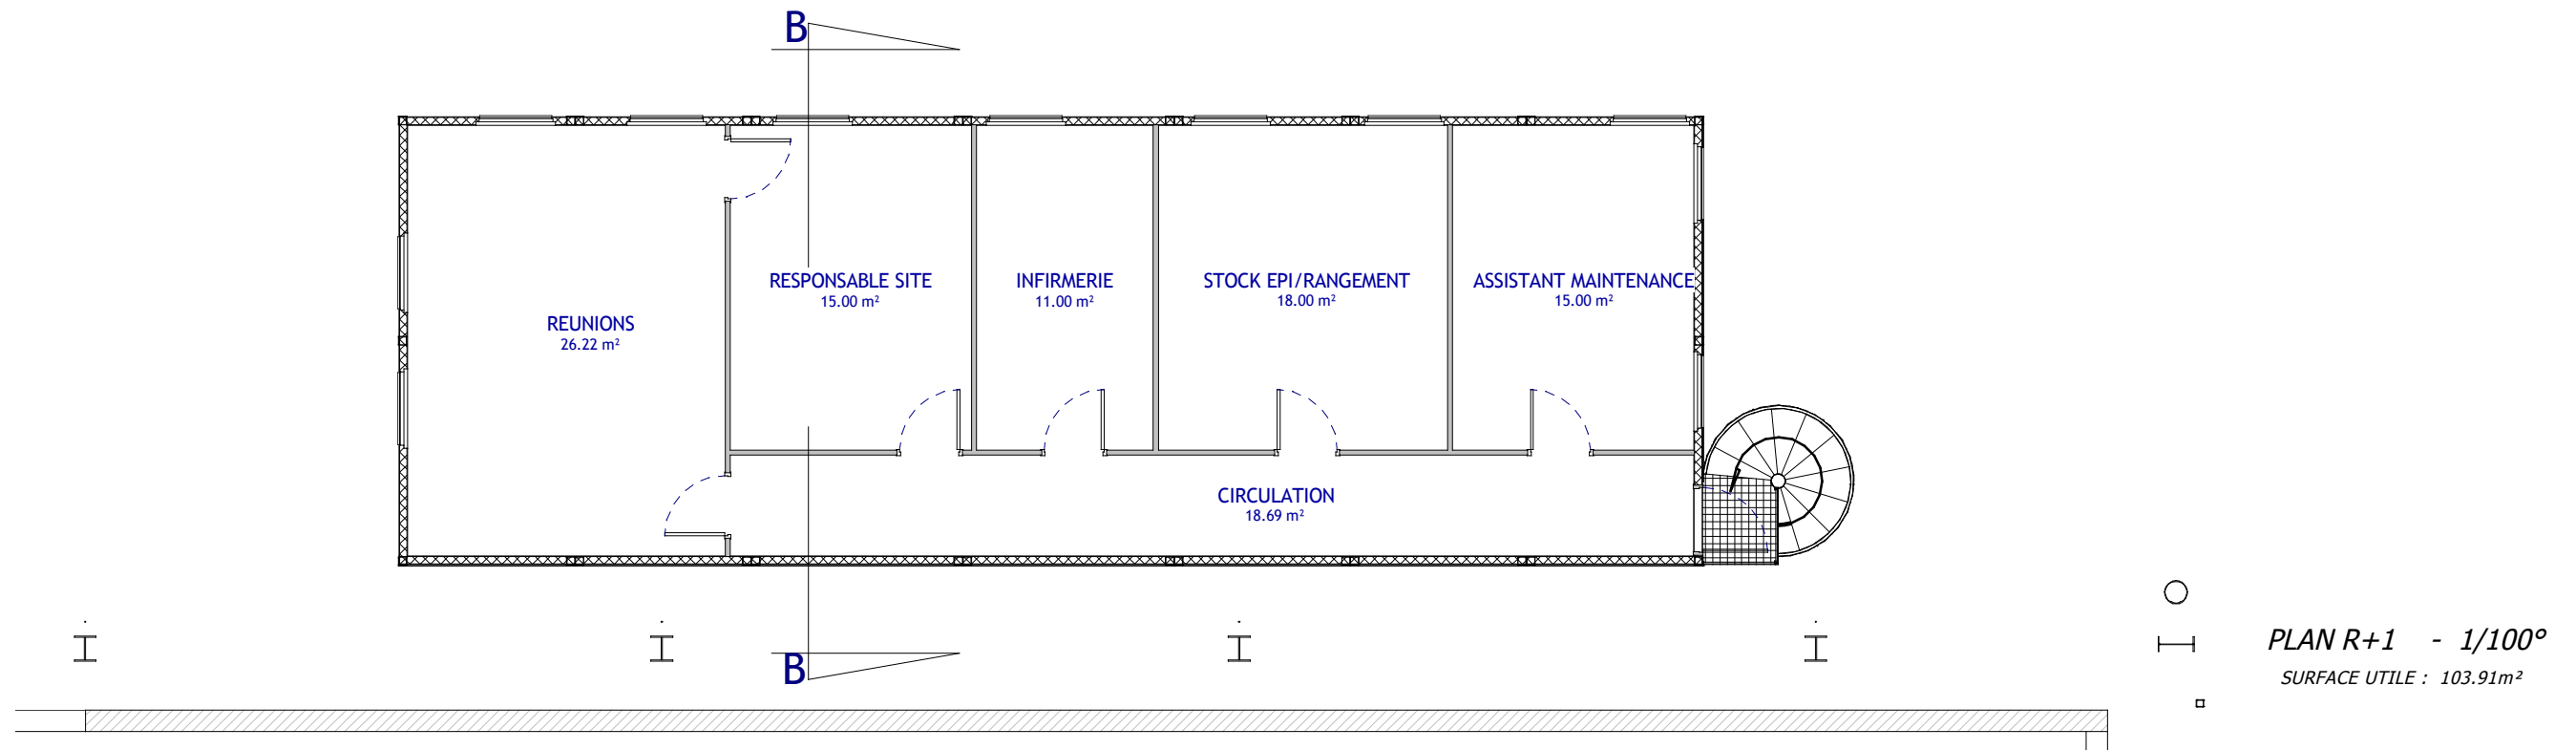 B
RESPONSABLE SITE
15.00 m²
INFIRMERIE
11.00 m²
STOCK EPI/RANGEMENT
18.00 m²
ASSISTANT MAINTENANCE
15.00 m²
REUNIONS
26.22 m²
CIRCULATION
18.69 m²
B
PLAN R+1 - 1/100°
SURFACE UTILE : 103.91m²